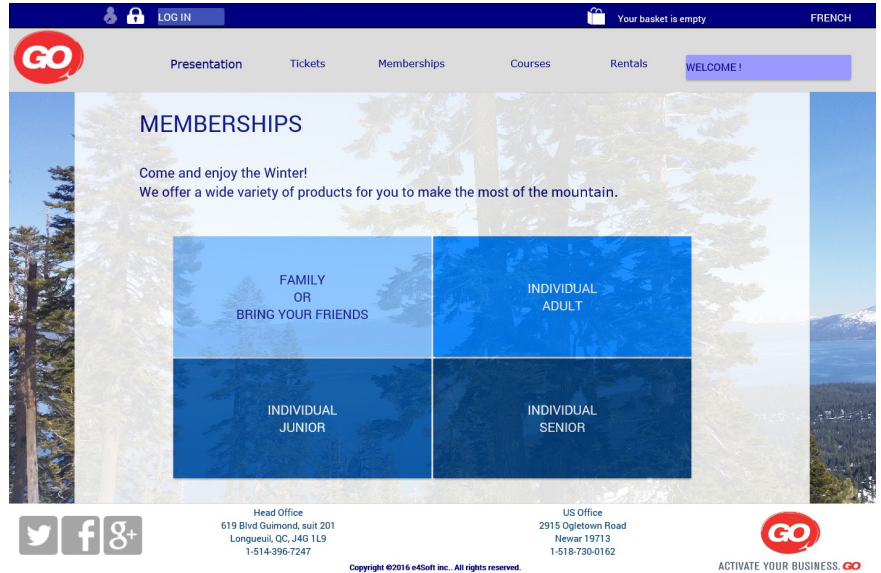 LOG IN
Your basket is empty
FRENCH
GO
Presentation
Tickets
Memberships
Courses
Rentals
WELCOME !
MEMBERSHIPS
Come and enjoy the Winter!
We offer a wide variety of products for you to make the most of the mountain.
FAMILY
OR
BRING YOUR FRIENDS
INDIVIDUAL
ADULT
INDIVIDUAL
JUNIOR
INDIVIDUAL
SENIOR
Head Office
619 Blvd Guimond, suit 201
Longueuil, QC, J4G 1L9
1-514-396-7247
US Office
2915 Ogletown Road
Newar 19713
1-518-730-0162
Copyright ©2016 e4Soft inc.. All rights reserved.
GO
ACTIVATE YOUR BUSINESS. GO